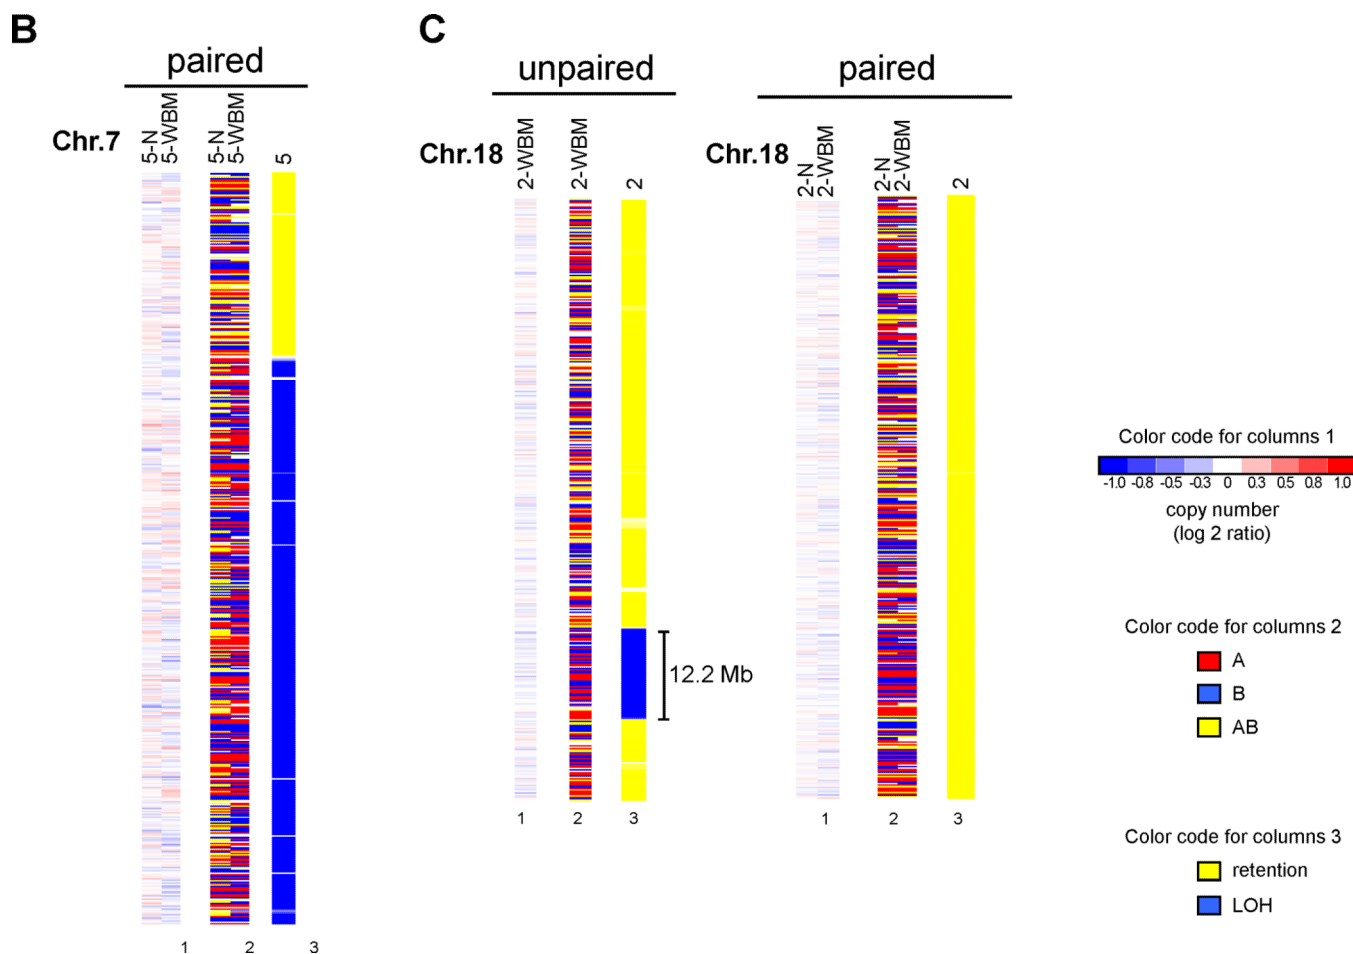 B
paired
Chr.7
5-N
5-WBM
5-N
5-WBM
5
1
2
3
C
unpaired
Chr.18
2-WBM
2-WBM
2
12.2 Mb
1
2
3
paired
Chr.18
2-N
2-WBM
2-N
2-WBM
2
1
2
3
Color code for columns 1
-1.0 -0.8 -05 -0.3 0 0.3 0.5 0.8 1.0
copy number
(log 2 ratio)
Color code for columns 2
A
B
AB
Color code for columns 3
retention
LOH